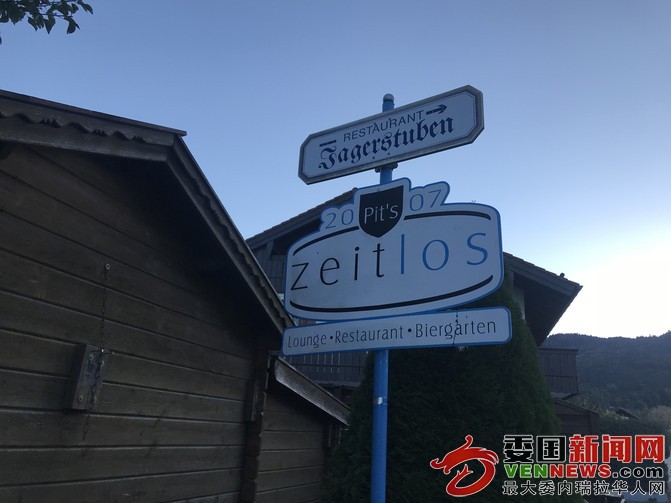 RESTAURANT
Jägerstuben
20 Pit's 07
zeitlos
Lounge • Restaurant • Biergarten
委国新闻网
VENNEWS.COM
最大委内瑞拉华人网